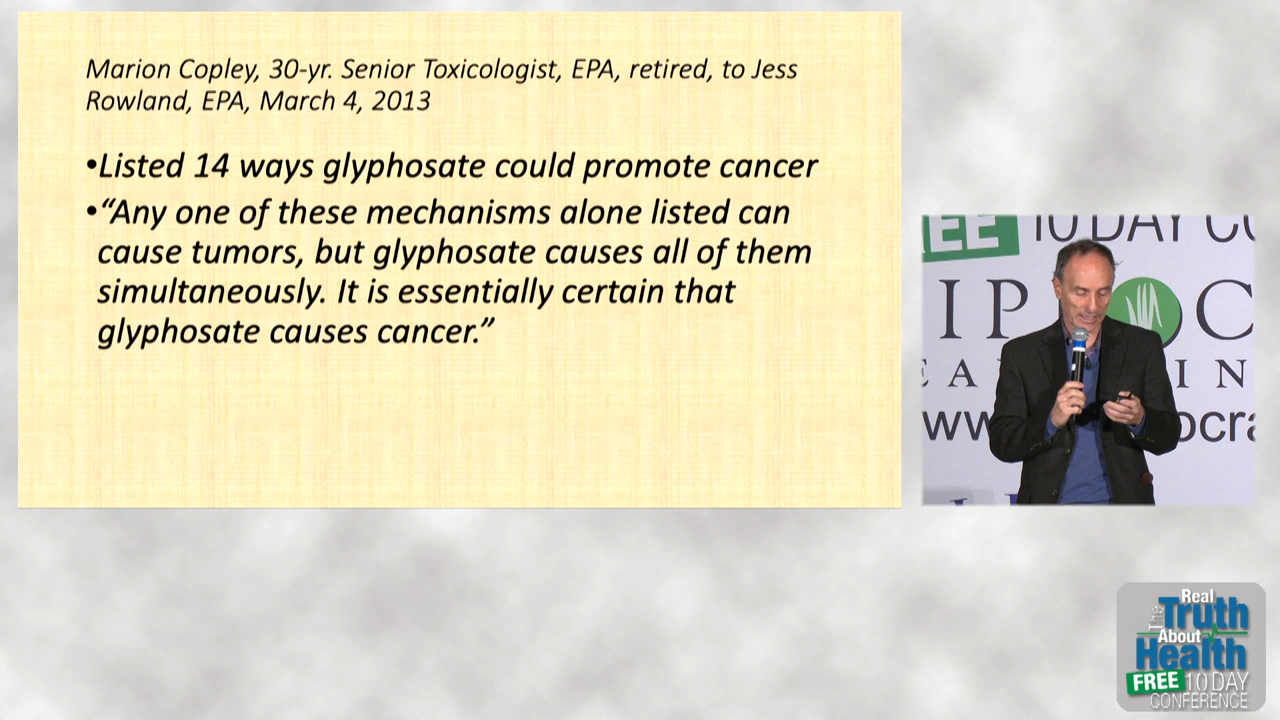 Marion Copley, 30-yr. Senior Toxicologist, EPA, retired, to Jess
Rowland, EPA, March 4, 2013
•Listed 14 ways glyphosate could promote cancer
•“Any one of these mechanisms alone listed can
cause tumors, but glyphosate causes all of them
simultaneously. It is essentially certain that
glyphosate causes cancer.”
10 DAY
The
Real
Truth
About
Health
FREE 10 DAY
CONFERENCE